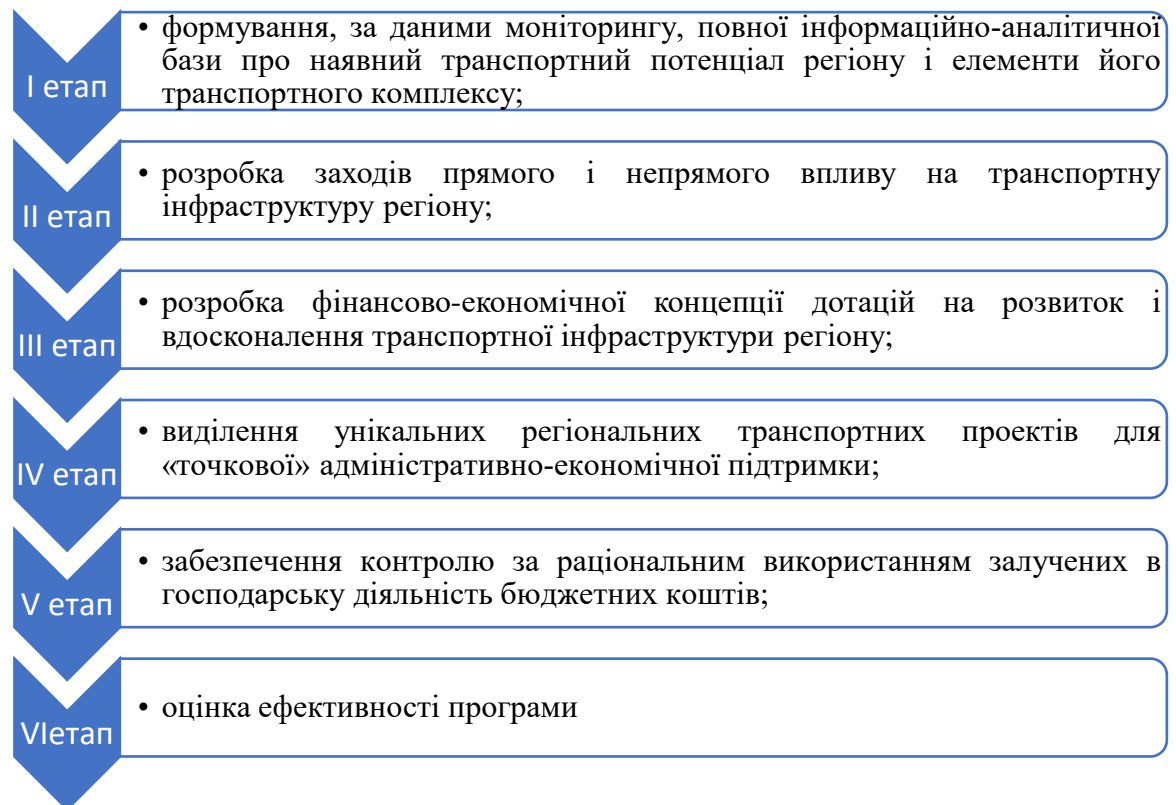 • формування, за даними моніторингу, повної інформаційно-аналітичної
бази про наявний транспортний потенціал регіону і елементи його
транспортного комплексу;
I етап
• розробка заходів прямого і непрямого впливу на транспортну
інфраструктуру регіону;
II етап
• розробка фінансово-економічної концепції дотацій на розвиток і
вдосконалення транспортної інфраструктури регіону;
III етап
• виділення унікальних регіональних транспортних проектів для
«точкової» адміністративно-економічної підтримки;
IV етап
• забезпечення контролю за раціональним використанням залучених в
господарську діяльність бюджетних коштів;
V етап
• оцінка ефективності програми
VIетап